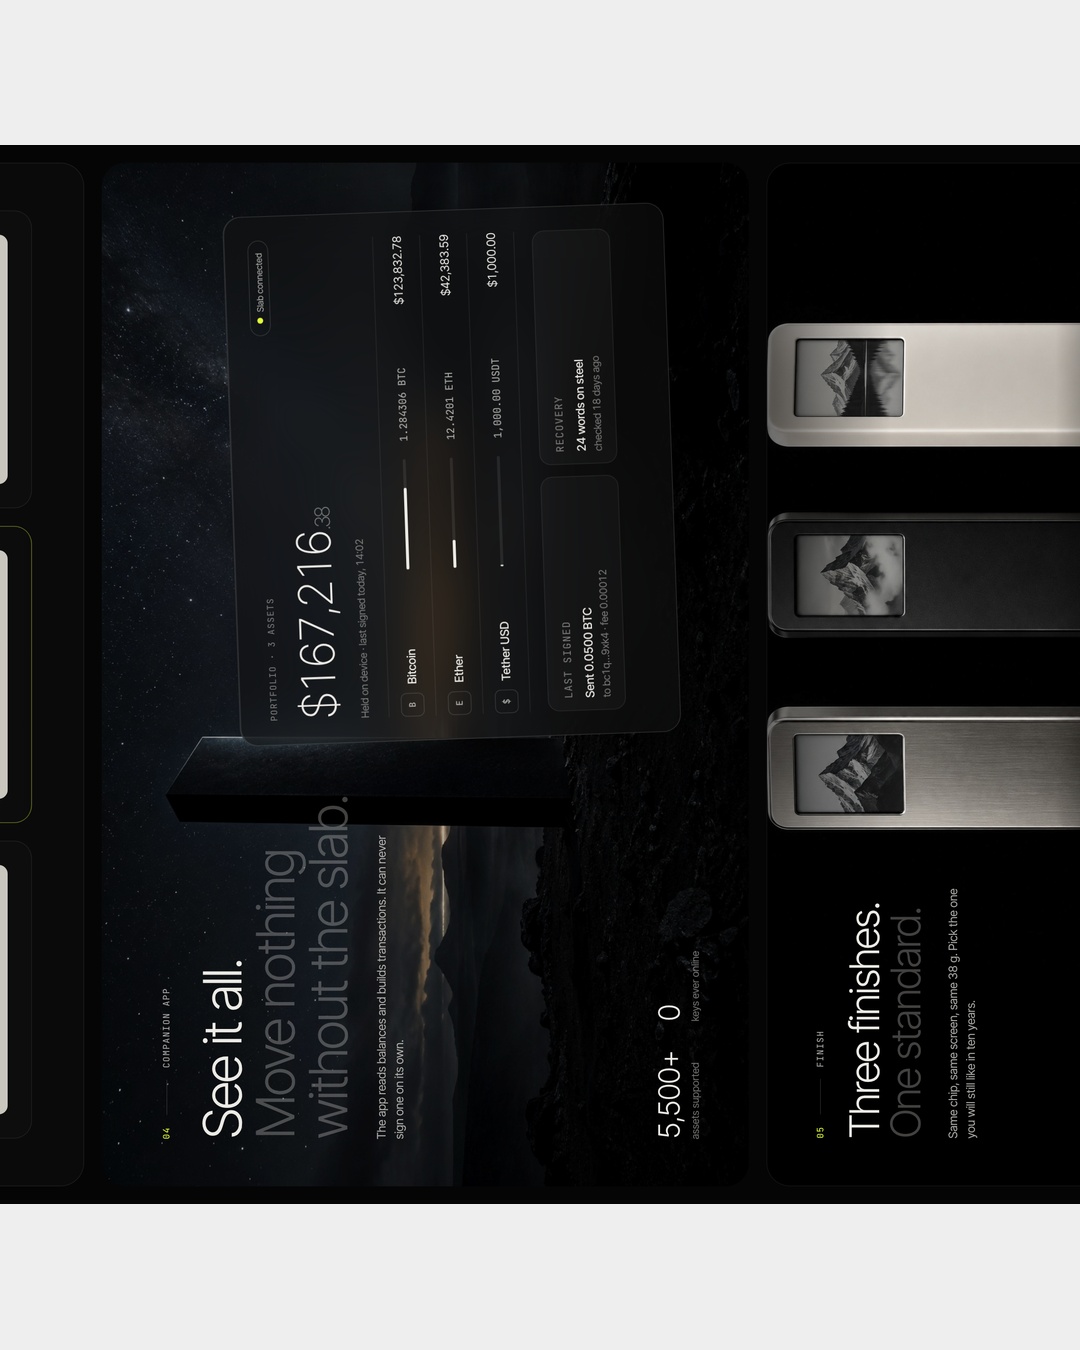 04
COMPANION APP
See it all.
Move nothing
without the slab.
The app reads balances and builds transactions. It can never
sign one on its own.
5,500+
assets supported
0
keys ever online
PORTFOLIO · 3 ASSETS
Slab connected
$167,216.38
Held on device · last signed today, 14:02
B Bitcoin 1.284306 BTC $123,832.78
E Ether 12.4201 ETH $42,383.59
$ Tether USD 1,000.00 USDT $1,000.00
LAST SIGNED
Sent 0.0500 BTC
to bc1q...9xk4 · fee 0.00012
RECOVERY
24 words on steel
checked 18 days ago
05
FINISH
Three finishes.
One standard.
Same chip, same screen, same 38 g. Pick the one
you will still like in ten years.